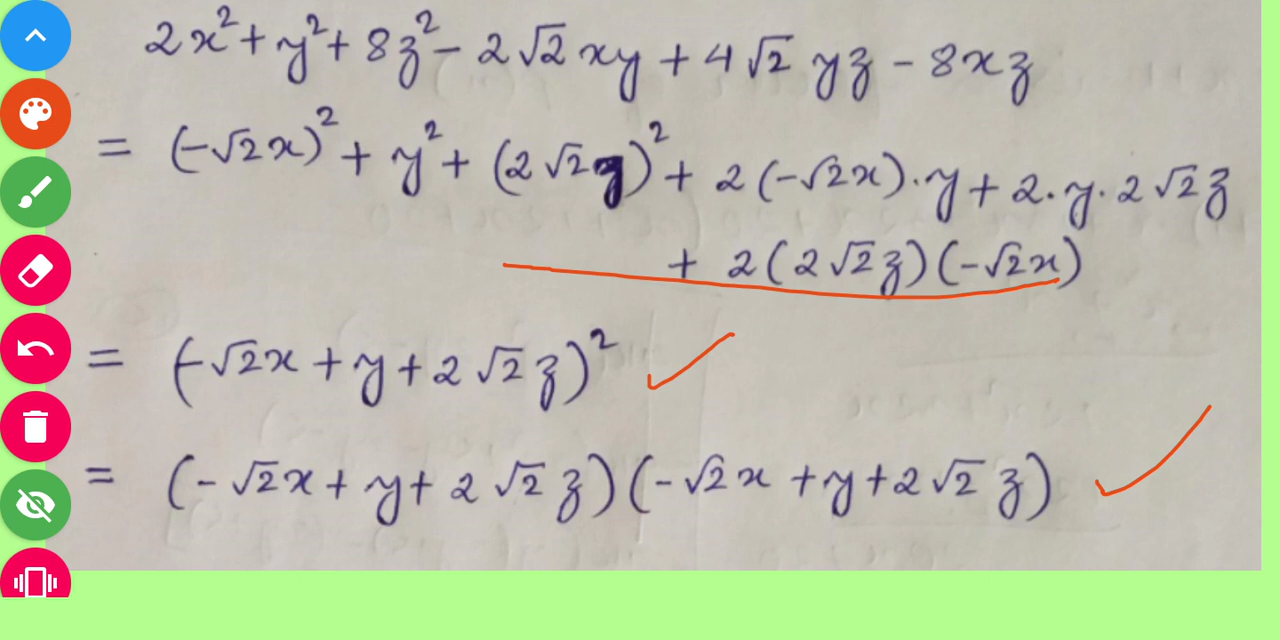 2x² + y² + 8z² - 2√2 xy + 4√2 yz - 8xz
= (-√2x)² + y² + (2√2z)² + 2(-√2x).y + 2.y.2√2z
+ 2(2√2z)(-√2x)
= (-√2x + y + 2√2z)²
= (-√2x + y + 2√2z)(-√2x + y + 2√2z)